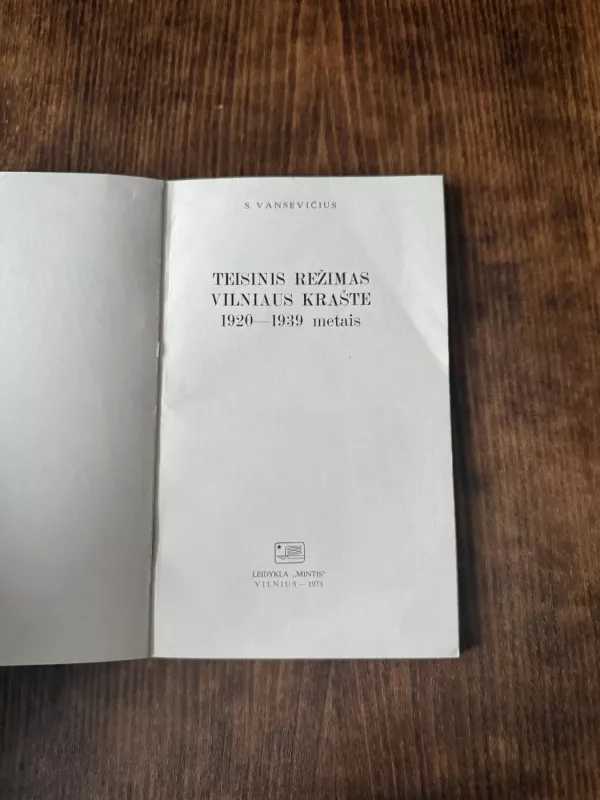 S. VANSEVIČIUS
TEISINIS REŽIMAS
VILNIAUS KRAŠTE
1920—1939 metais
LEIDYKLA „MINTIS“
VILNIUS — 1973